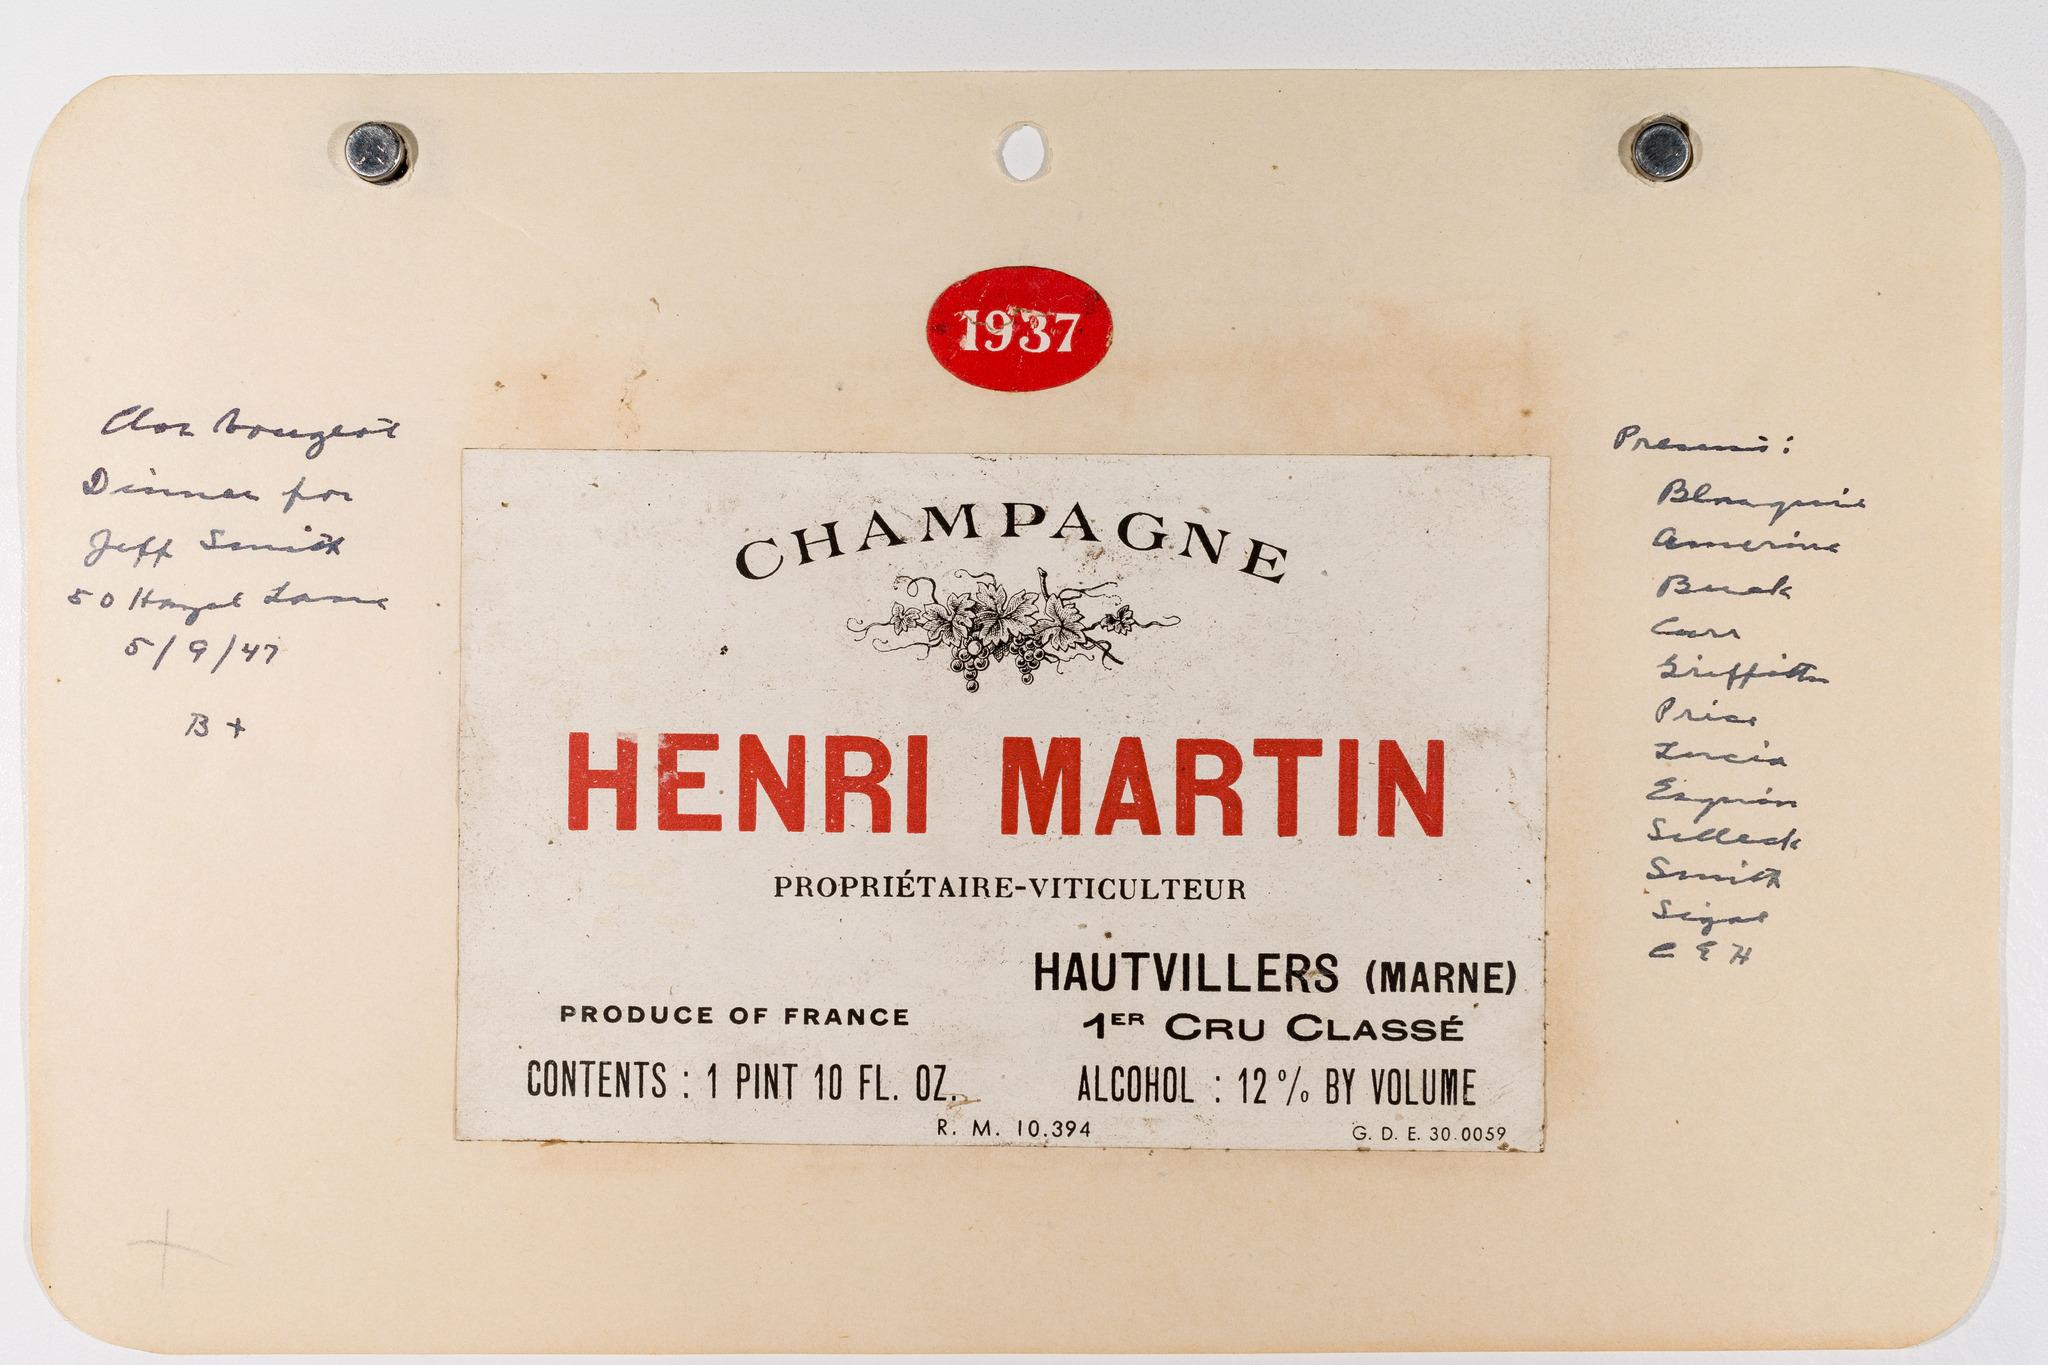 1937
Clos Vougeot
Dinner for
Jeff Smith
50 Hazel Lane
5/9/47
B+
CHAMPAGNE
HENRI MARTIN
PROPRIÉTAIRE-VITICULTEUR
HAUTVILLERS (MARNE)
PRODUCE OF FRANCE
1ER CRU CLASSÉ
CONTENTS : 1 PINT 10 FL. OZ.
ALCOHOL : 12 % BY VOLUME
R. M. 10.394
G. D. E. 30.0059
Present:
Amerine
Buck
Carr
Griffith
Price
Lucia
Esquin
Selleck
Smith
Sigal
C E H